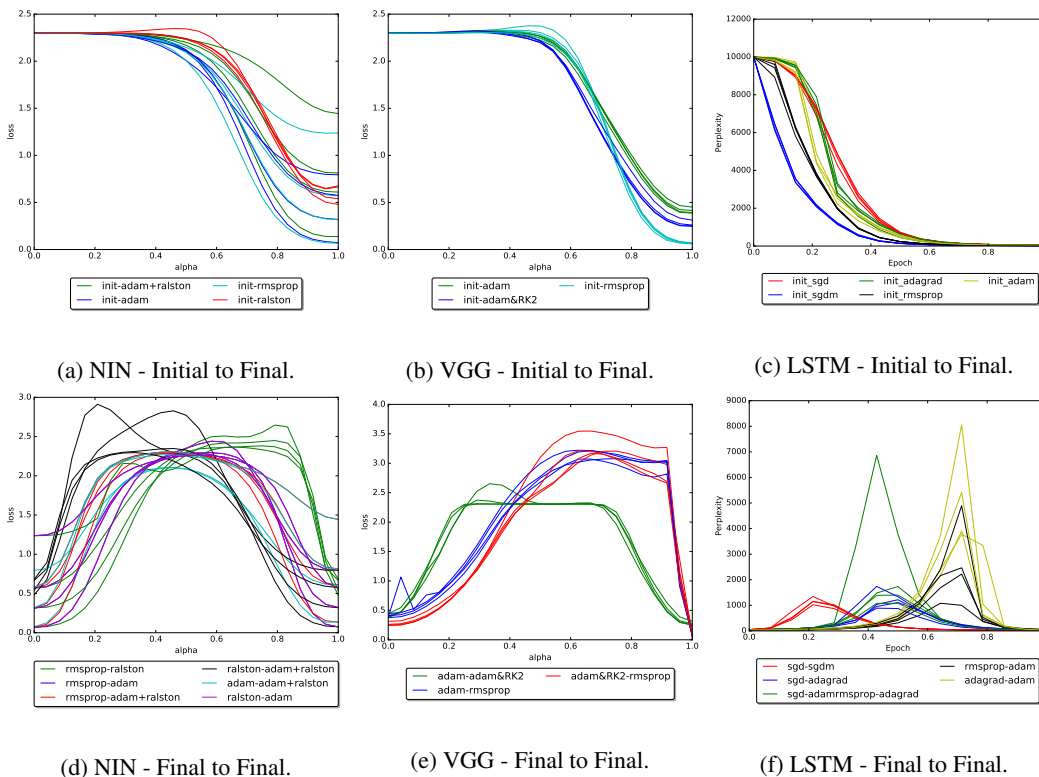 2.5
2.0
1.5
1.0
0.5
0.0
loss
0.0 0.2 0.4 0.6 0.8 1.0
alpha
init-adam+ralston init-rmsprop
init-adam init-ralston
2.5
2.0
1.5
1.0
0.5
0.0
loss
0.0 0.2 0.4 0.6 0.8 1.0
alpha
init-adam init-rmsprop
init-adam&RK2
12000
10000
8000
6000
4000
2000
0
Perplexity
0.0 0.2 0.4 0.6 0.8
Epoch
init_sgd init_adagrad init_adam
init_sgdm init_rmsprop
(a) NIN - Initial to Final.
(b) VGG - Initial to Final.
(c) LSTM - Initial to Final.
3.0
2.5
2.0
1.5
1.0
0.5
0.0
loss
0.0 0.2 0.4 0.6 0.8 1.0
alpha
rmsprop-ralston ralston-adam+ralston
rmsprop-adam adam-adam+ralston
rmsprop-adam+ralston ralston-adam
4.0
3.5
3.0
2.5
2.0
1.5
1.0
0.5
0.0
loss
0.0 0.2 0.4 0.6 0.8 1.0
alpha
adam-adam&RK2 adam&RK2-rmsprop
adam-rmsprop
9000
8000
7000
6000
5000
4000
3000
2000
1000
0
Perplexity
0.0 0.2 0.4 0.6 0.8
Epoch
sgd-sgdm rmsprop-adam
sgd-adagrad adagrad-adam
sgd-adamrmsprop-adagrad
(d) NIN - Final to Final.
(e) VGG - Final to Final.
(f) LSTM - Final to Final.